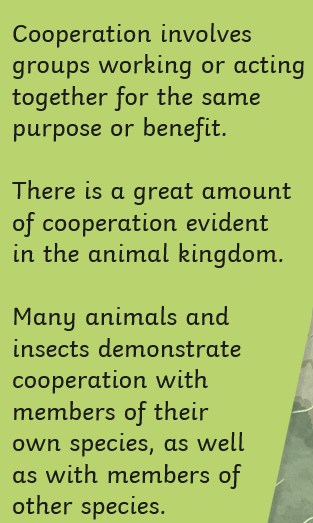 Cooperation involves
groups working or acting
together for the same
purpose or benefit.
There is a great amount
of cooperation evident
in the animal kingdom.
Many animals and
insects demonstrate
cooperation with
members of their
own species, as well
as with members of
other species.